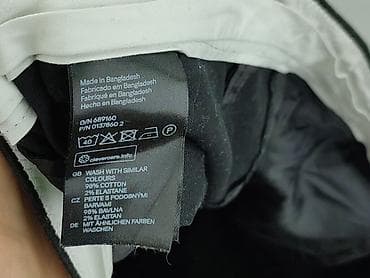 Made in Bangladesh
Fabricado em Bangladesh
Fabriqué en Bangladesh
Hecho en Bangladesh
O/N 689160
P/N 0137860 2
40 P
clevercare.info
GB WASH WITH SIMILAR
COLOURS
98% COTTON
2% ELASTANE
CZ PERTE S PODOBNÝMI
BARVAMI
98% BAVLNA
2% ELASTAN
DE MIT ÄHNLICHEN FARBEN
WASCHEN